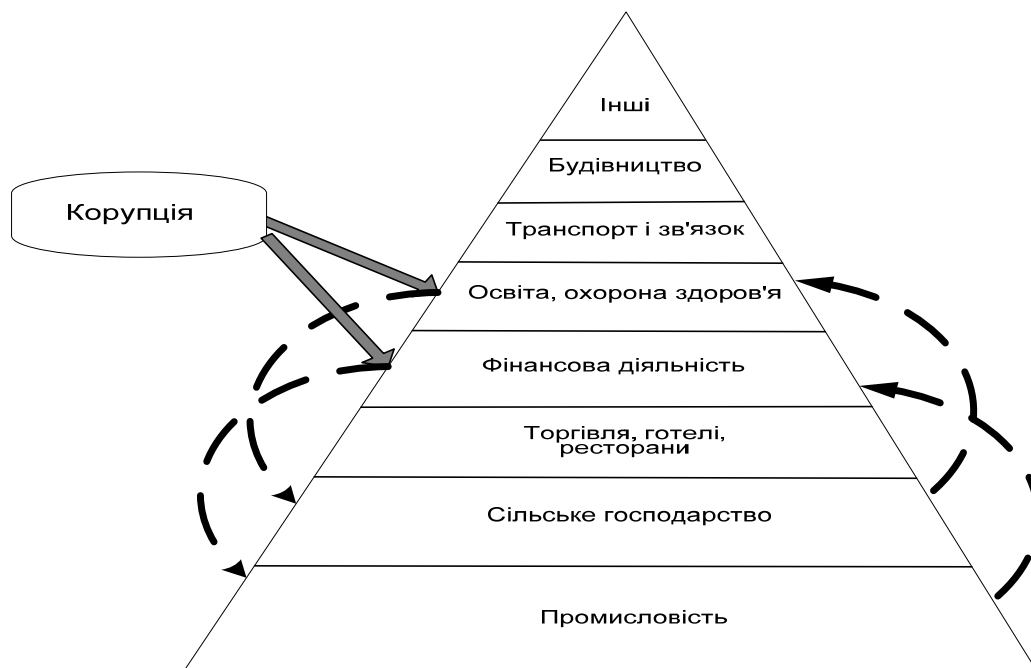 Інші
Будівництво
Корупція
Транспорт і зв'язок
Освіта, охорона здоров'я
Фінансова діяльність
Торгівля, готелі,
ресторани
Сільське господарство
Промисловість